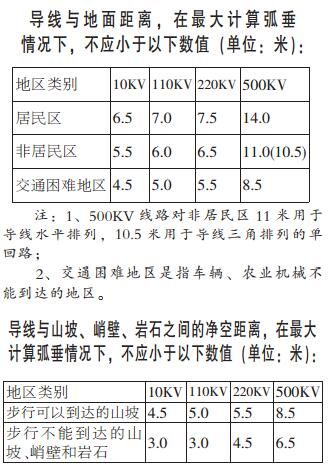 导线与地面距离，在最大计算弧垂
情况下，不应小于以下数值（单位：米）：
地区类别 10KV 110KV 220KV 500KV
居民区 6.5 7.0 7.5 14.0
非居民区 5.5 6.0 6.5 11.0(10.5)
交通困难地区 4.5 5.0 5.5 8.5
注：1、500KV 线路对非居民区 11 米用于
导线水平排列，10.5 米用于导线三角排列的单
回路；
2、交通困难地区是指车辆、农业机械不
能到达的地区。
导线与山坡、峭壁、岩石之间的净空距离，在最大
计算弧垂情况下，不应小于以下数值（单位：米）：
地区类别 10KV 110KV 220KV 500KV
步行可以到达的山坡 4.5 5.0 5.5 8.5
步行不能到达的山
坡、峭壁和岩石 3.0 3.0 4.5 6.5